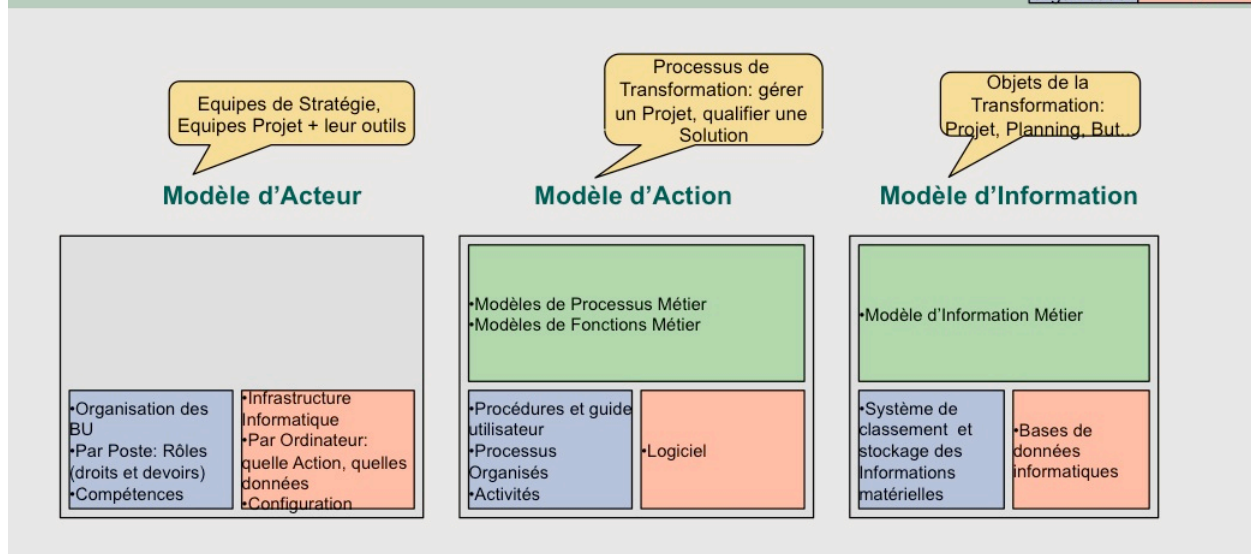 Equipes de Stratégie,
Equipes Projet + leur outils
Processus de
Transformation: gérer
un Projet, qualifier une
Solution
Objets de la
Transformation:
Projet, Planning, But..
Modèle d’Acteur
Modèle d’Action
Modèle d’Information
•Organisation des
BU
•Par Poste: Rôles
(droits et devoirs)
•Compétences
•Infrastructure
Informatique
•Par Ordinateur:
quelle Action, quelles
données
•Configuration
•Modèles de Processus Métier
•Modèles de Fonctions Métier
•Procédures et guide
utilisateur
•Processus
Organisés
•Activités
•Logiciel
•Modèle d’Information Métier
•Système de
classement et
stockage des
Informations
matérielles
•Bases de
données
informatiques